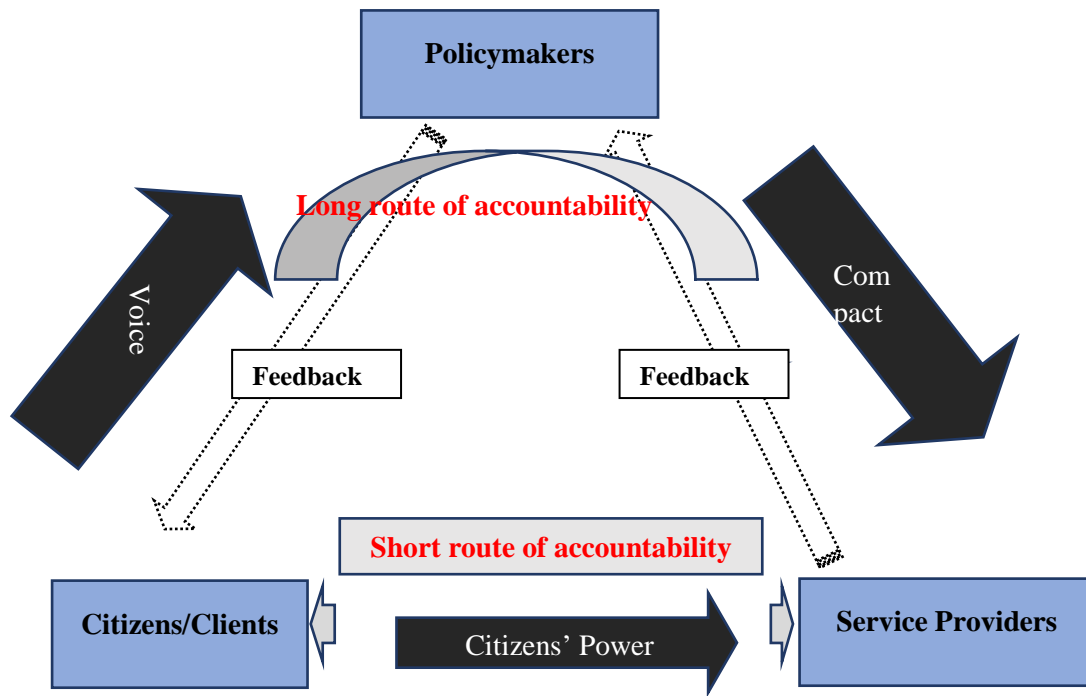 Policymakers
Long route of accountability
Voice
Com
pact
Feedback
Feedback
Short route of accountability
Citizens/Clients
Citizens’ Power
Service Providers